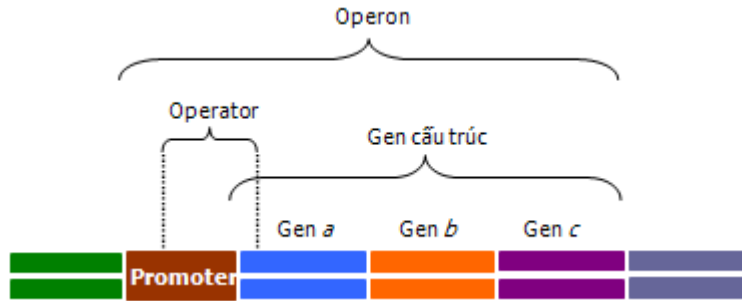 Operon
Operator
Gen cấu trúc
Gen a
Gen b
Gen c
Promoter